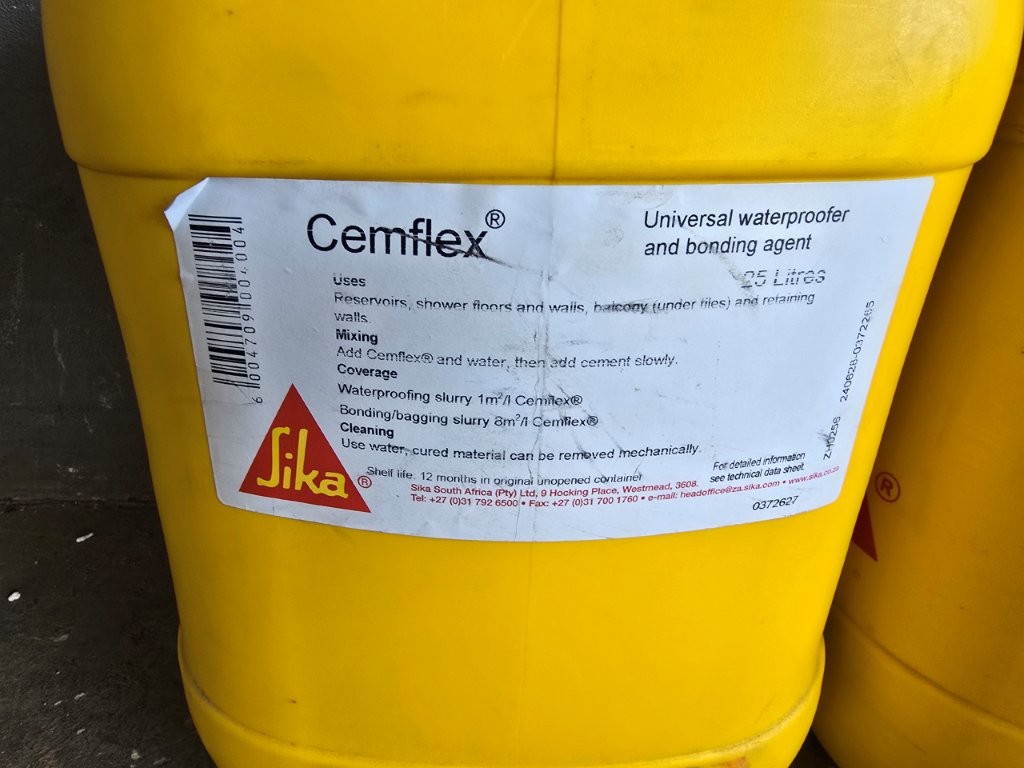 Cemflex®
Universal waterproofer
and bonding agent
25 Litres
Uses
Reservoirs, shower floors and walls, balcony (under tiles) and retaining
walls.
Mixing
Add Cemflex® and water, then add cement slowly.
Coverage
Waterproofing slurry 1m²/l Cemflex®
Bonding/bagging slurry 8m²/l Cemflex®
Cleaning
Use water, cured material can be removed mechanically.
Shelf life: 12 months in original unopened container
For detailed information
see technical data sheet.
Sika South Africa (Pty) Ltd, 9 Hocking Place, Westmead, 3608.
Tel: +27 (0)31 792 6500 • Fax: +27 (0)31 700 1760 • e-mail: headoffice@za.sika.com • www.sika.co.za
0372627
Sika®
6 004709 004004
240628-0372265
®